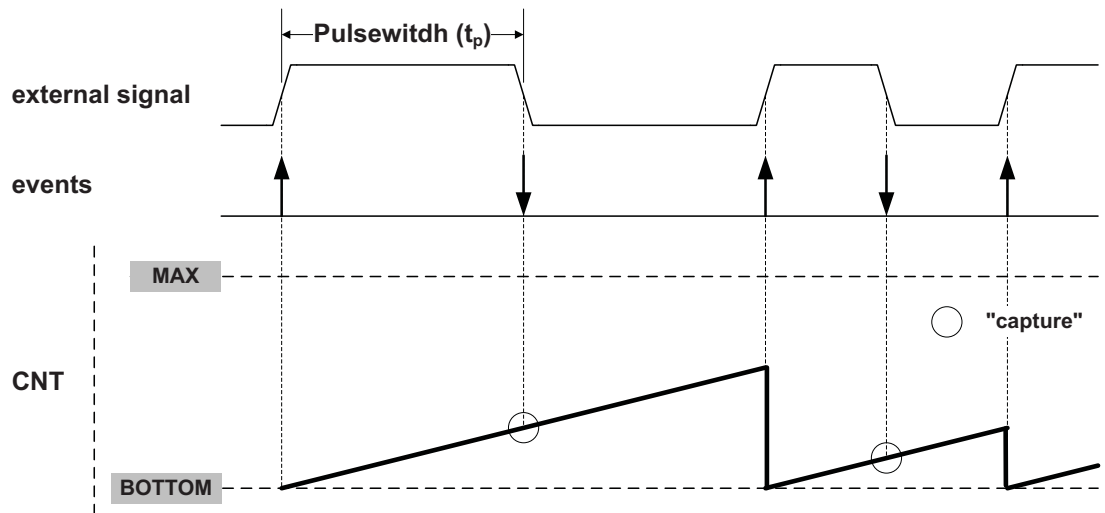 Pulsewitdh (tp)
external signal
events
MAX
"capture"
CNT
BOTTOM